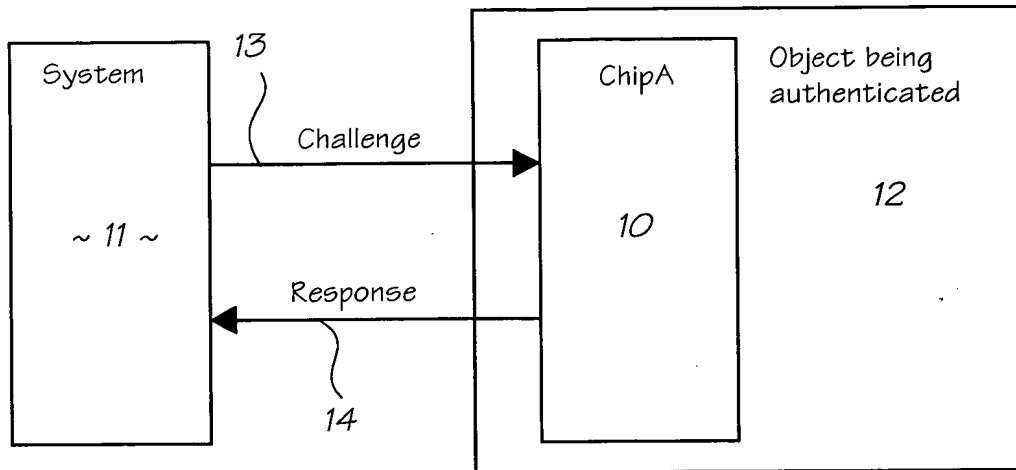 System
~ 11 ~
13
Challenge
Response
14
ChipA
10
Object being
authenticated
12